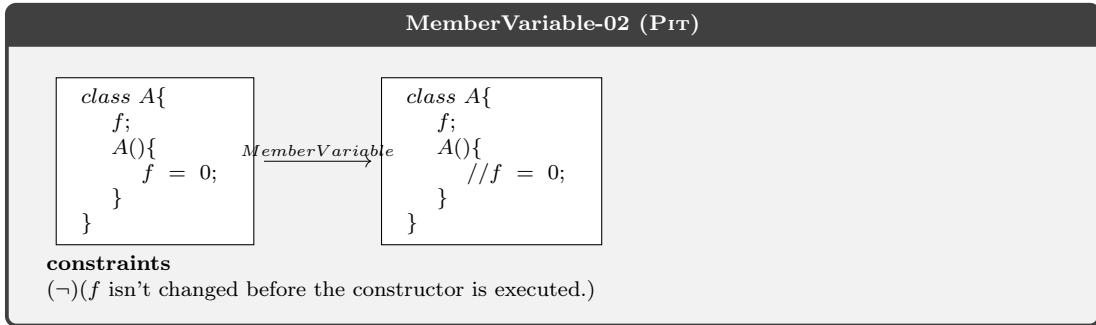 MemberVariable-02 (PIT)
class A{
f;
A(){
f = 0;
}
}
MemberVariable
class A{
f;
A(){
//f = 0;
}
}
constraints
(¬)(f isn't changed before the constructor is executed.)